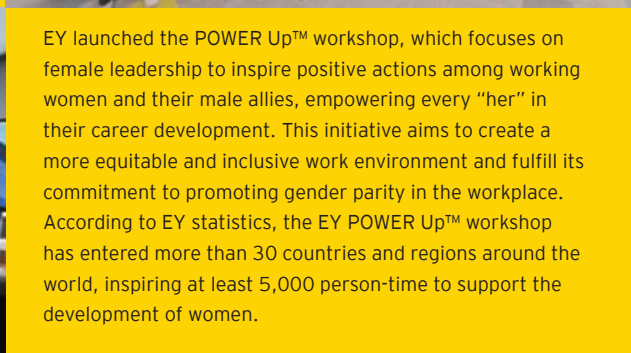 EY launched the POWER Up™ workshop, which focuses on
female leadership to inspire positive actions among working
women and their male allies, empowering every “her” in
their career development. This initiative aims to create a
more equitable and inclusive work environment and fulfill its
commitment to promoting gender parity in the workplace.
According to EY statistics, the EY POWER Up™ workshop
has entered more than 30 countries and regions around the
world, inspiring at least 5,000 person-time to support the
development of women.